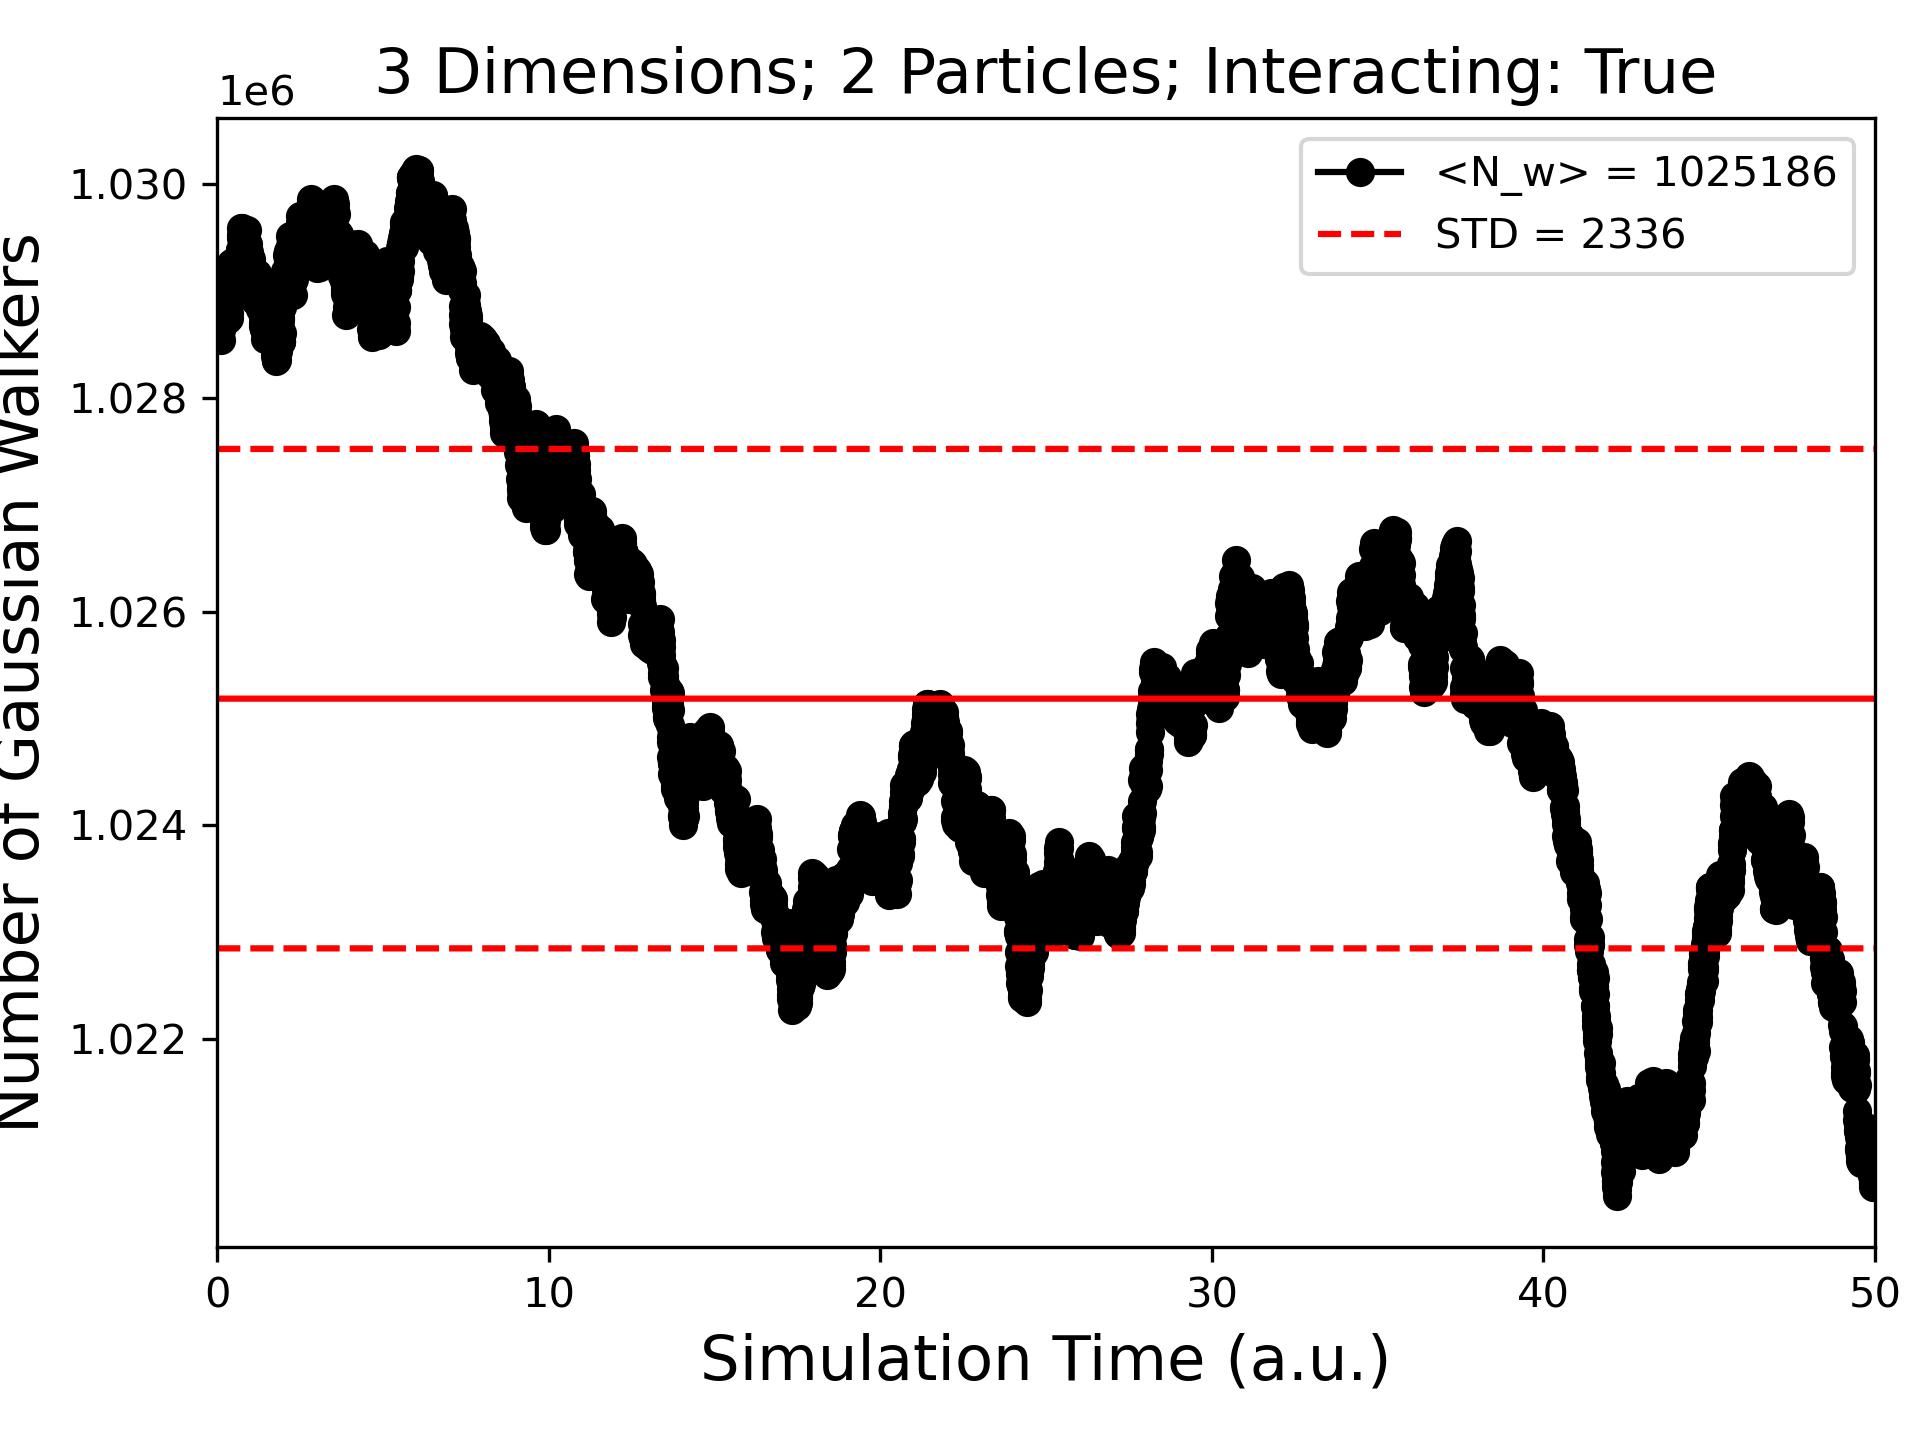 3 Dimensions; 2 Particles; Interacting: True
1e6
<N_w> = 1025186
STD = 2336
Number of Gaussian Walkers
1.030
1.028
1.026
1.024
1.022
0 10 20 30 40 50
Simulation Time (a.u.)